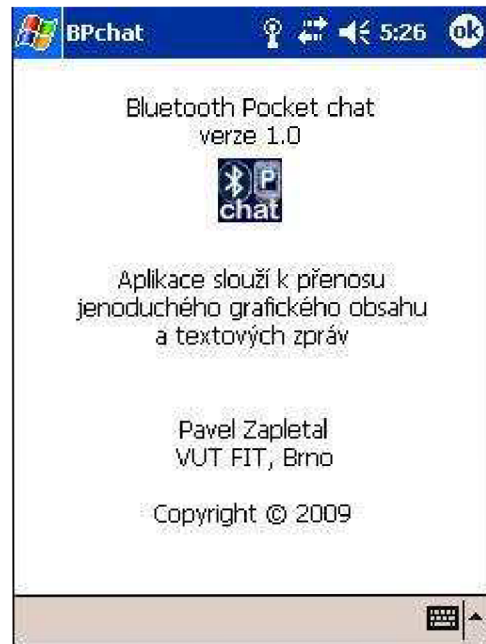 BPchat 5:26 ok
Bluetooth Pocket chat
verze 1.0
P
chat
Aplikace slouží k přenosu
jenoduchého grafického obsahu
a textových zpráv
Pavel Zapletal
VUT FIT, Brno
Copyright © 2009